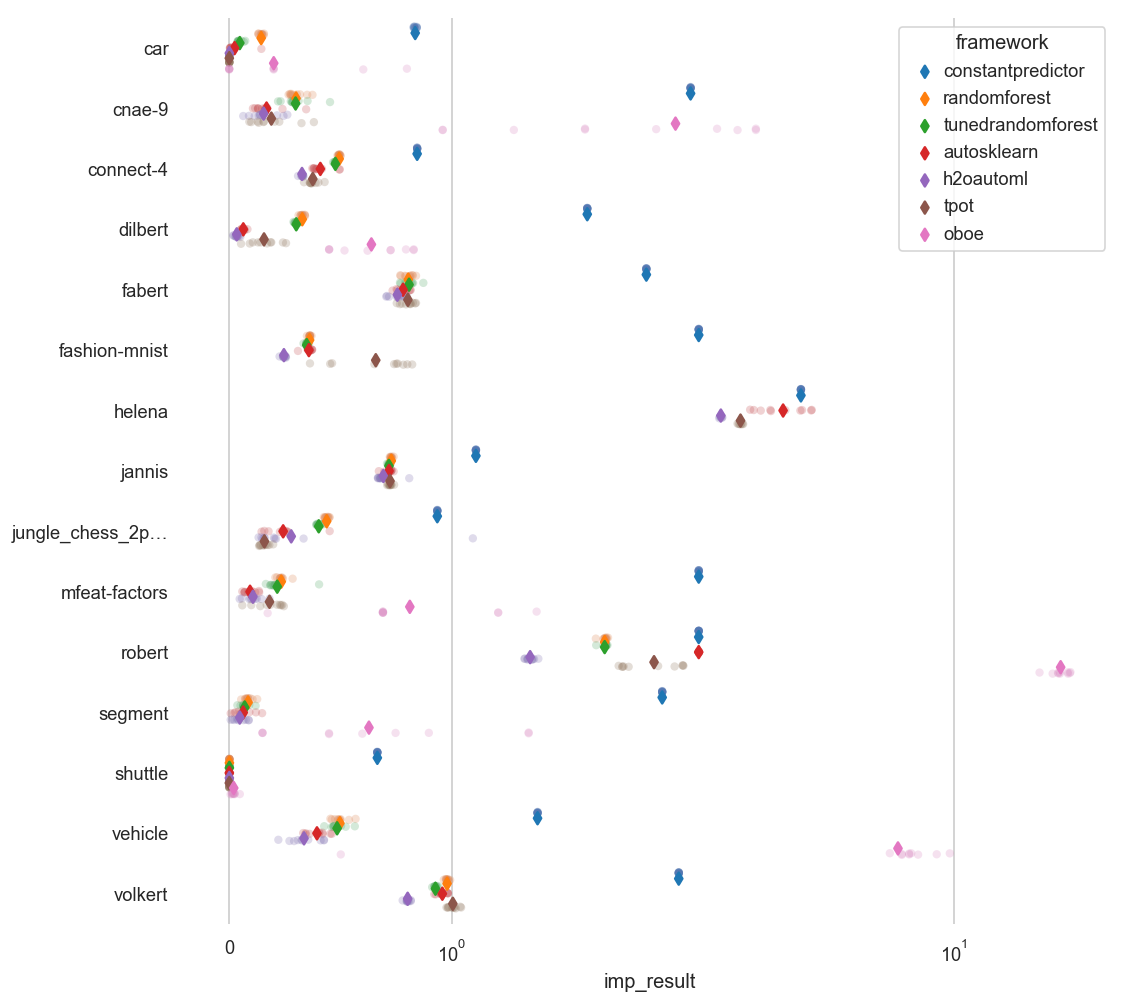 framework
constantpredictor
randomforest
tunedrandomforest
autosklearn
h2oautoml
tpot
oboe
car
cnae-9
connect-4
dilbert
fabert
fashion-mnist
helena
jannis
jungle_chess_2p…
mfeat-factors
robert
segment
shuttle
vehicle
volkert
0 10⁰ 10¹
imp_result